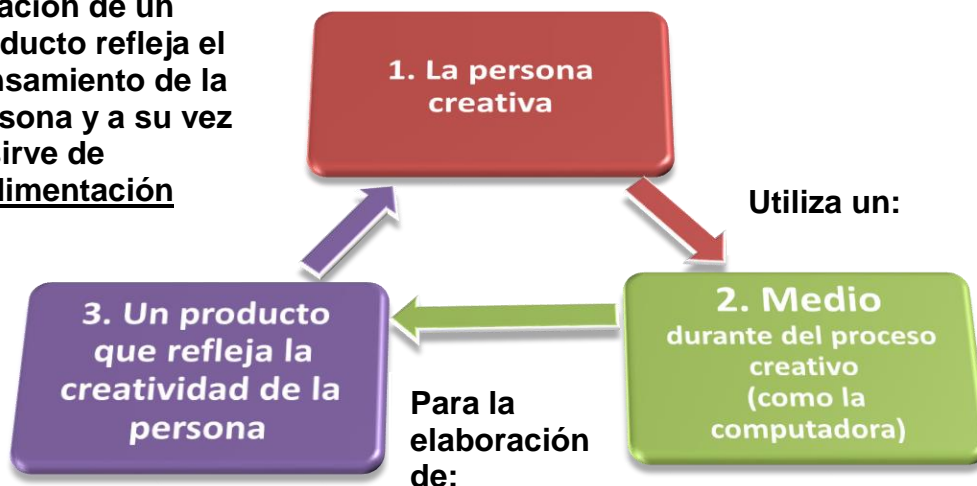 ación de un
ducto refleja el
nsamiento de la
rsona y a su vez
sirve de
limentación
1. La persona
creativa
Utiliza un:
2. Medio
durante del proceso
creativo
(como la
computadora)
3. Un producto
que refleja la
creatividad de la
persona
Para la
elaboración
de: